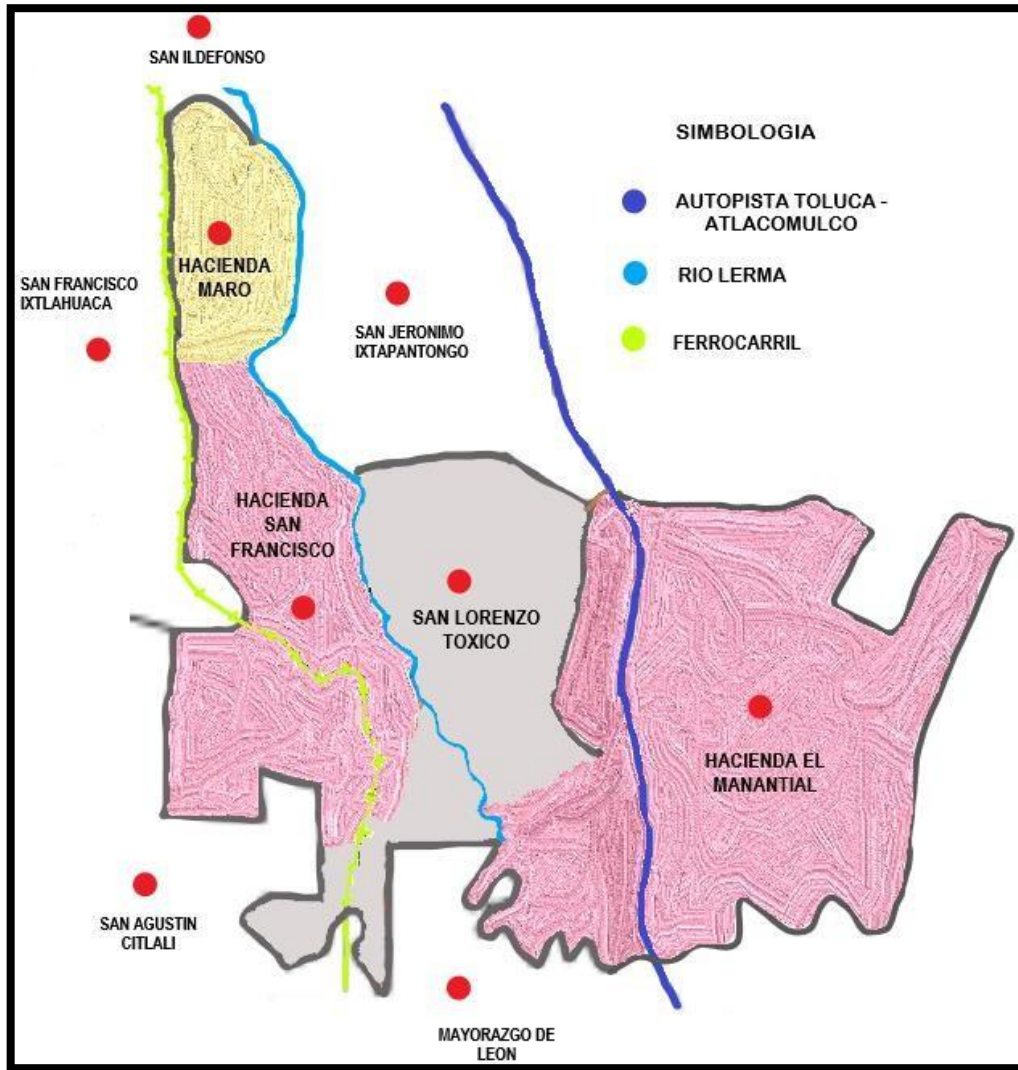 SAN ILDEFONSO
SIMBOLOGIA
AUTOPISTA TOLUCA -
ATLACOMULCO
RIO LERMA
FERROCARRIL
HACIENDA
MARO
SAN FRANCISCO
IXTLAHUACA
SAN JERONIMO
IXTAPANTONGO
HACIENDA
SAN
FRANCISCO
SAN LORENZO
TOXICO
HACIENDA EL
MANANTIAL
SAN AGUSTIN
CITLALI
MAYORAZGO DE
LEON